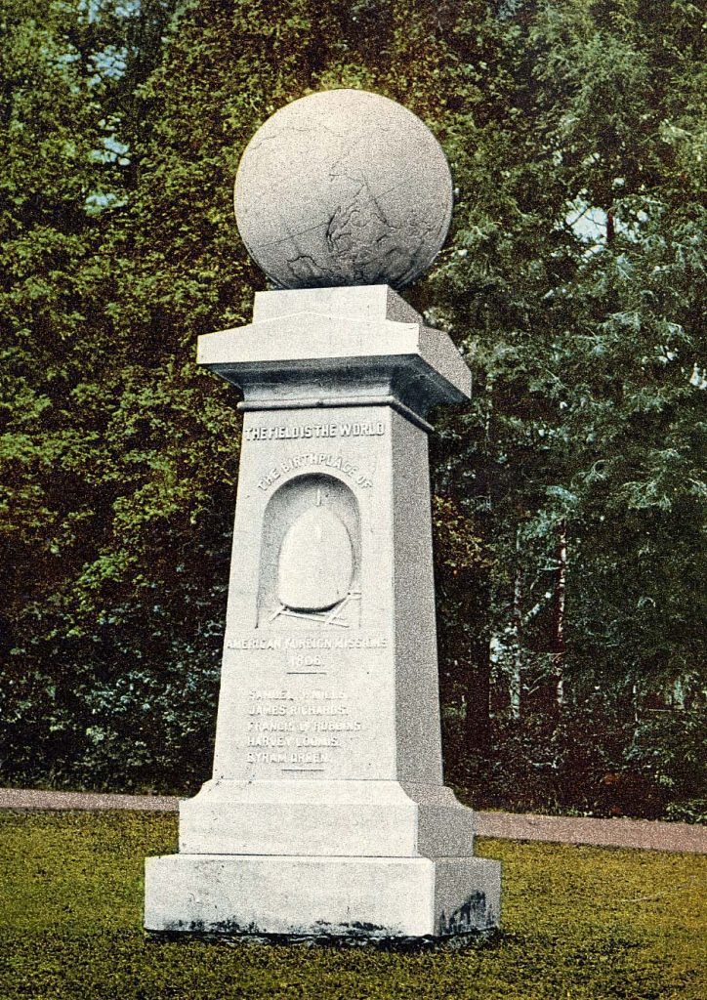 THE FIELD IS THE WORLD
THE BIRTHPLACE OF
AMERICAN FOREIGN MISSIONS
1806.
SAMUEL J. MILLS.
JAMES RICHARDS.
FRANCIS L. ROBBINS
HARVEY LOOMIS.
BYRAM GREEN.